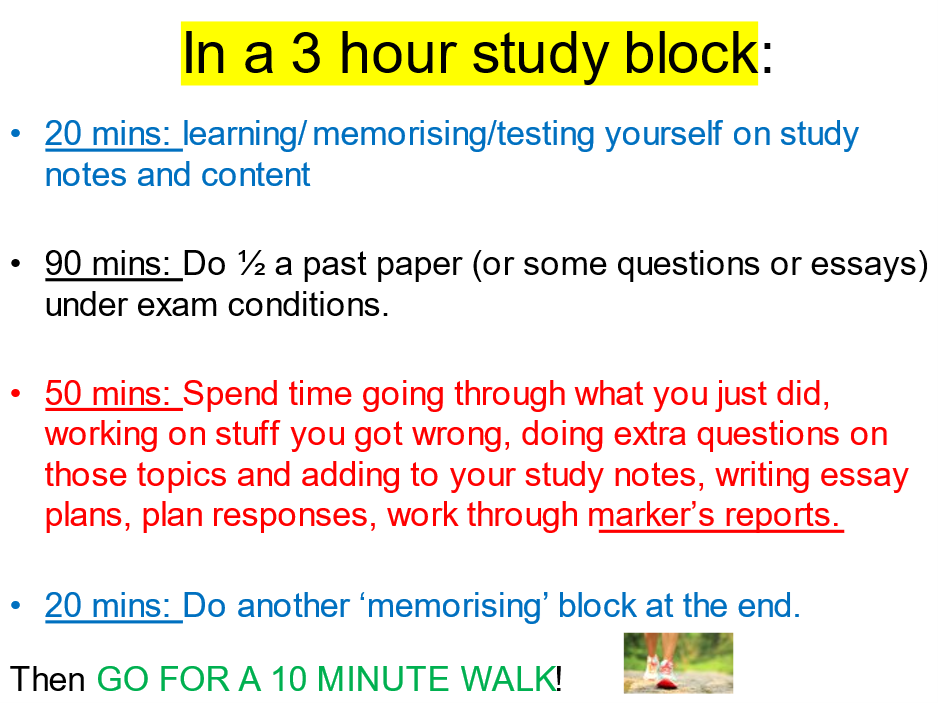 In a 3 hour study block:
• 20 mins: learning/ memorising/testing yourself on study
notes and content
• 90 mins: Do ½ a past paper (or some questions or essays)
under exam conditions.
• 50 mins: Spend time going through what you just did,
working on stuff you got wrong, doing extra questions on
those topics and adding to your study notes, writing essay
plans, plan responses, work through marker’s reports.
• 20 mins: Do another ‘memorising’ block at the end.
Then GO FOR A 10 MINUTE WALK!